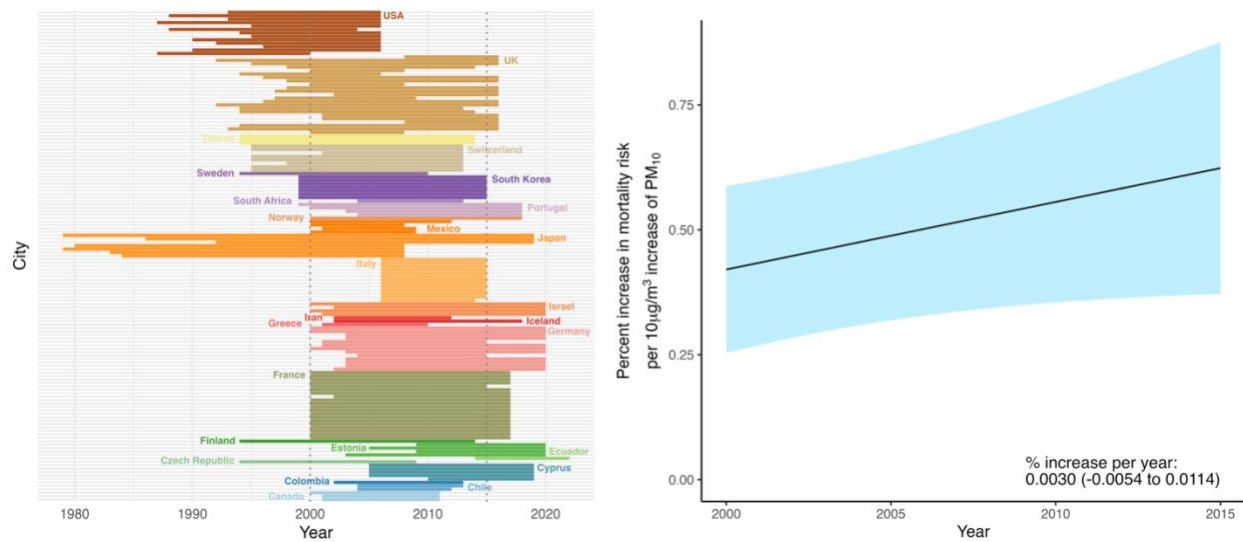 USA
UK
Taiwan
Switzerland
Sweden
South Korea
South Africa
Portugal
Norway
Mexico
Japan
Italy
Israel
Iran
Iceland
Greece
Germany
France
Finland
Estonia
Ecuador
Czech Republic
Cyprus
Colombia
Chile
Canada
City
1980 1990 2000 2010 2020
Year
Percent increase in mortality risk
per 10μg/m³ increase of PM₁₀
0.75
0.50
0.25
0.00
% increase per year:
0.0030 (-0.0054 to 0.0114)
2000 2005 2010 2015
Year